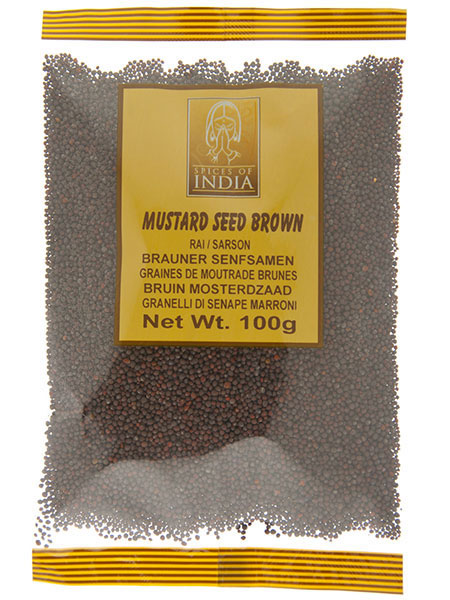 SPICES OF
INDIA
MUSTARD SEED BROWN
RAI / SARSON
BRAUNER SENFSAMEN
GRAINES DE MOUTRADE BRUNES
BRUIN MOSTERDZAAD
GRANELLI DI SENAPE MARRONI
Net Wt. 100g